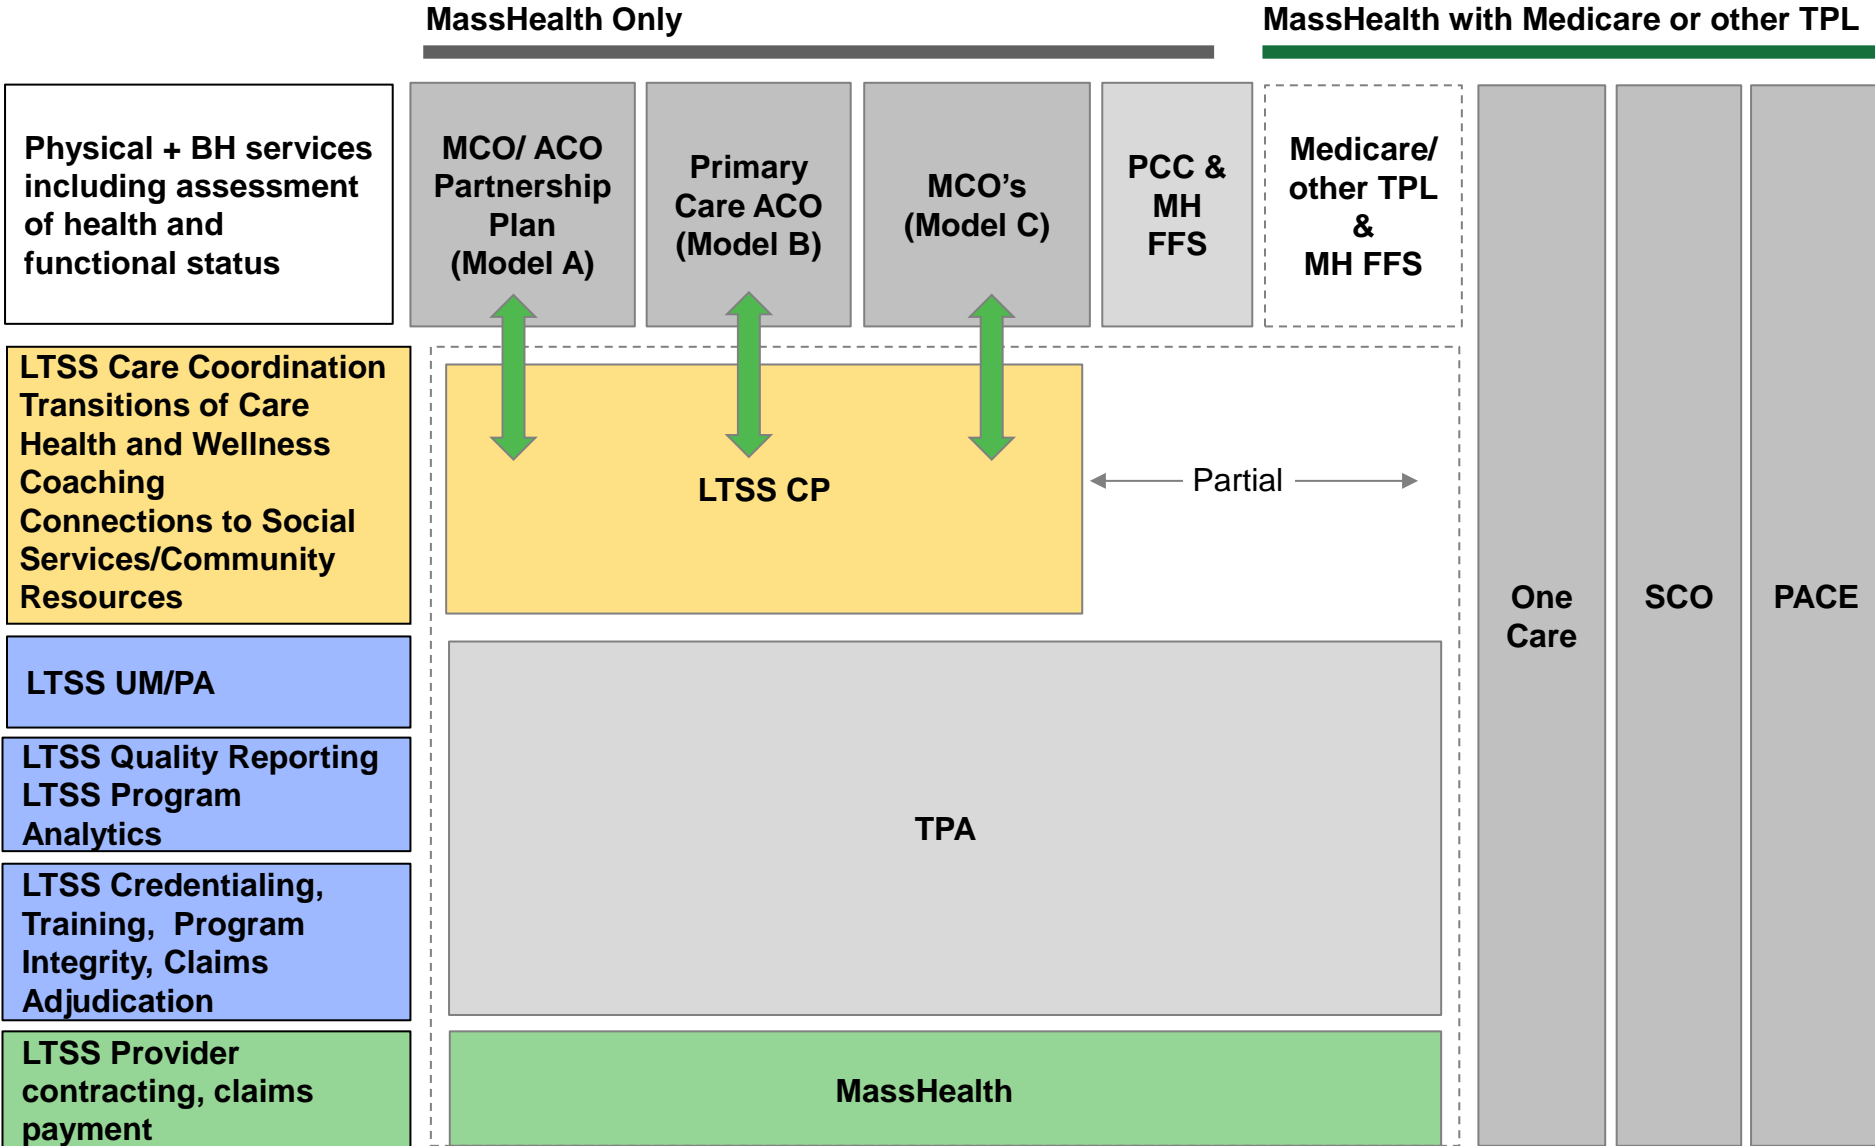 MassHealth Only
MassHealth with Medicare or other TPL
Physical + BH services
including assessment
of health and
functional status
MCO/ ACO
Partnership
Plan
(Model A)
Primary
Care ACO
(Model B)
MCO’s
(Model C)
PCC &
MH
FFS
Medicare/
other TPL
&
MH FFS
LTSS Care Coordination
Transitions of Care
Health and Wellness
Coaching
Connections to Social
Services/Community
Resources
LTSS CP
Partial
One
Care
SCO
PACE
LTSS UM/PA
LTSS Quality Reporting
LTSS Program
Analytics
TPA
LTSS Credentialing,
Training, Program
Integrity, Claims
Adjudication
LTSS Provider
contracting, claims
payment
MassHealth